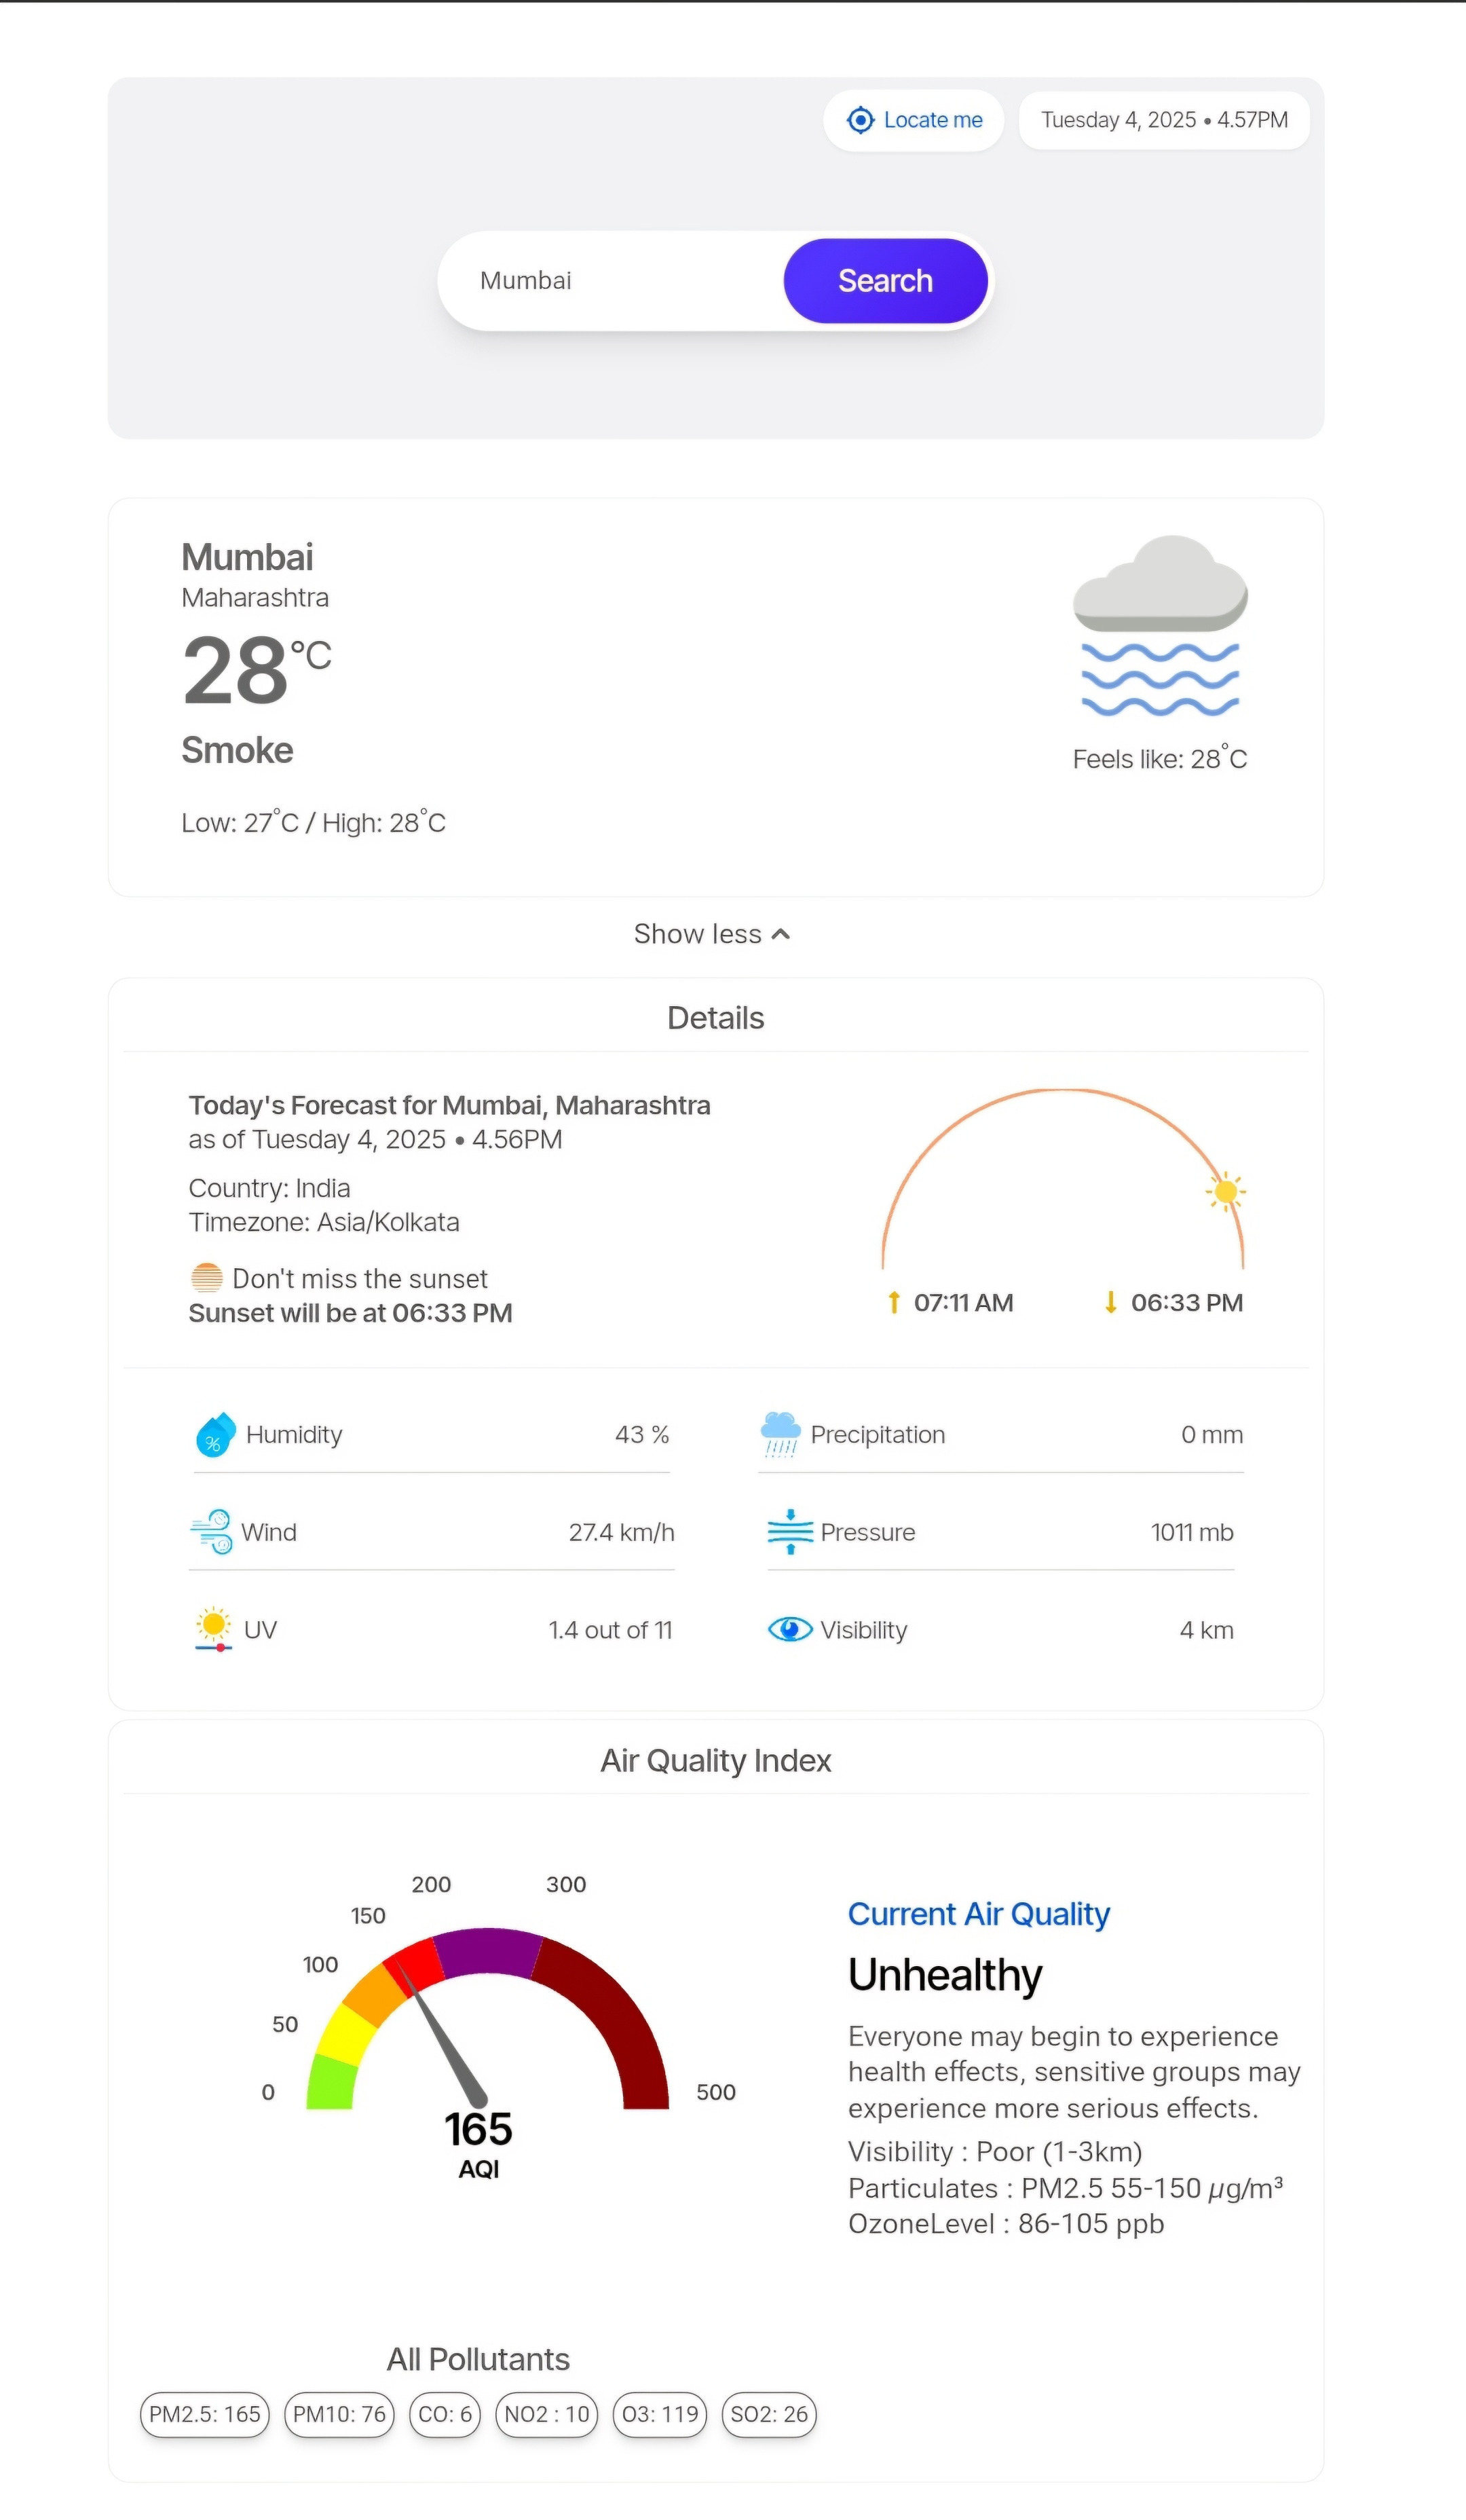 Locate me
Tuesday 4, 2025 • 4.57PM
Mumbai
Search
Mumbai
Maharashtra
28°C
Smoke
Feels like: 28°C
Low: 27°C / High: 28°C
Show less
Details
Today's Forecast for Mumbai, Maharashtra
as of Tuesday 4, 2025 • 4.56PM
Country: India
Timezone: Asia/Kolkata
Don't miss the sunset
Sunset will be at 06:33 PM
07:11 AM
06:33 PM
% Humidity 43 %
Precipitation 0 mm
Wind 27.4 km/h
Pressure 1011 mb
UV 1.4 out of 11
Visibility 4 km
Air Quality Index
0
50
100
150
200
300
500
165
AQI
Current Air Quality
Unhealthy
Everyone may begin to experience
health effects, sensitive groups may
experience more serious effects.
Visibility : Poor (1-3km)
Particulates : PM2.5 55-150 µg/m³
OzoneLevel : 86-105 ppb
All Pollutants
PM2.5: 165
PM10: 76
CO: 6
NO2 : 10
O3: 119
SO2: 26